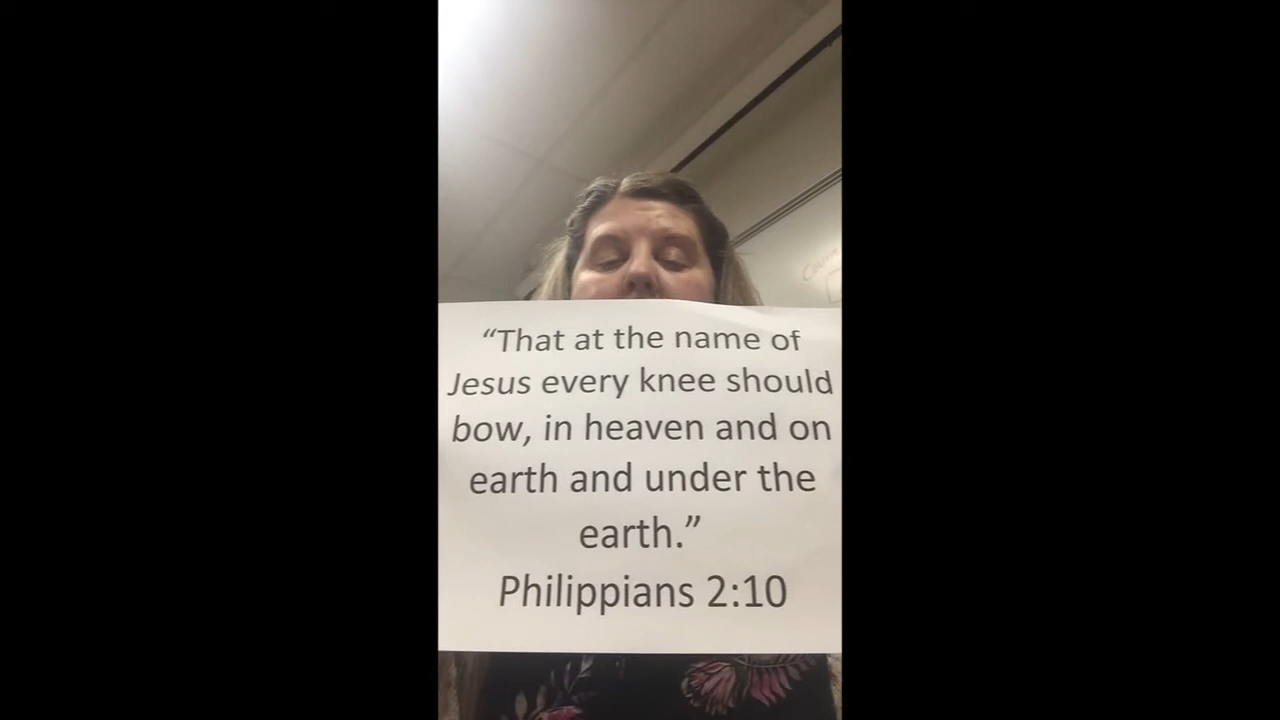 “That at the name of
Jesus every knee should
bow, in heaven and on
earth and under the
earth.”
Philippians 2:10